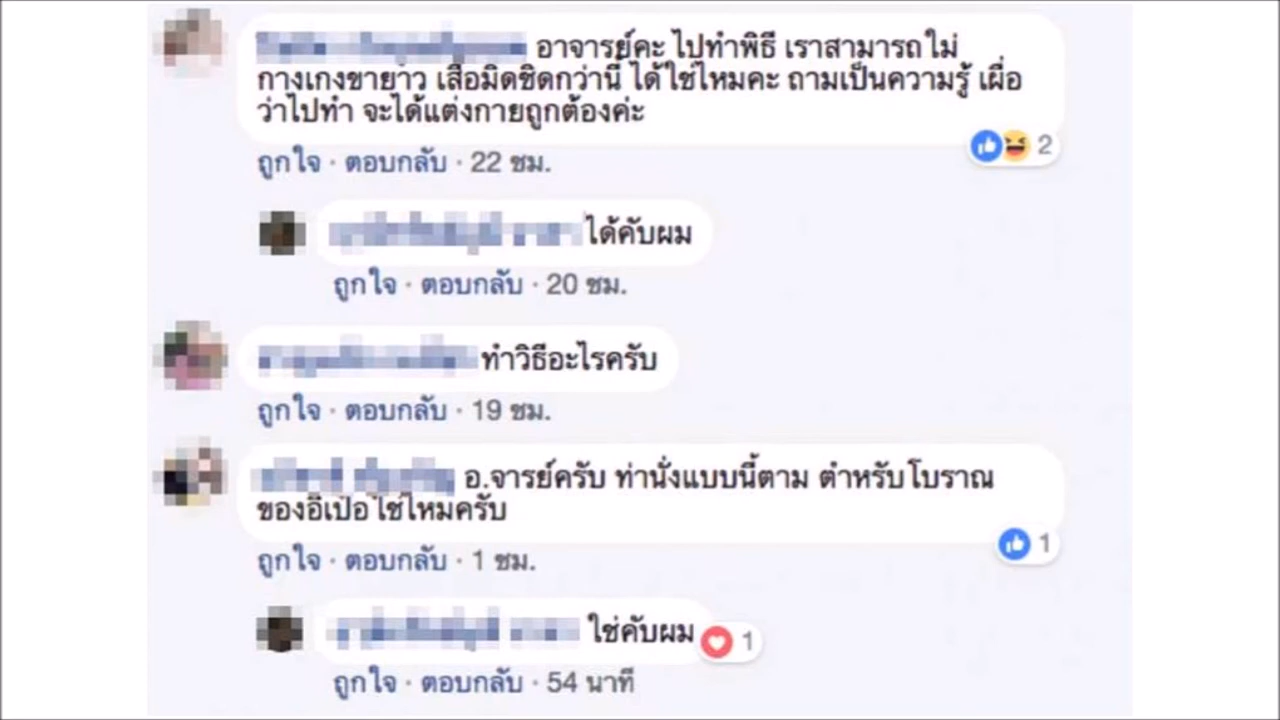 อาจารย์คะ ไปทำพิธี เราสามารถใม่
กางเกงขายาว เสื้อมิดชิดกว่านี้ ได้ใช่ไหมคะ ถามเป็นความรู้ เผื่อ
ว่าไปทำ จะได้แต่งกายถูกต้องค่ะ
2
ถูกใจ · ตอบกลับ · 22 ชม.
ได้คับผม
ถูกใจ · ตอบกลับ · 20 ชม.
ทำวิธีอะไรครับ
ถูกใจ · ตอบกลับ · 19 ชม.
อ.จารย์ครับ ท่านั่งแบบนี้ตาม ตำหรับโบราณ
ของอีเป๋อใช่ไหมครับ
1
ถูกใจ · ตอบกลับ · 1 ชม.
ใช่คับผม
1
ถูกใจ · ตอบกลับ · 54 นาที